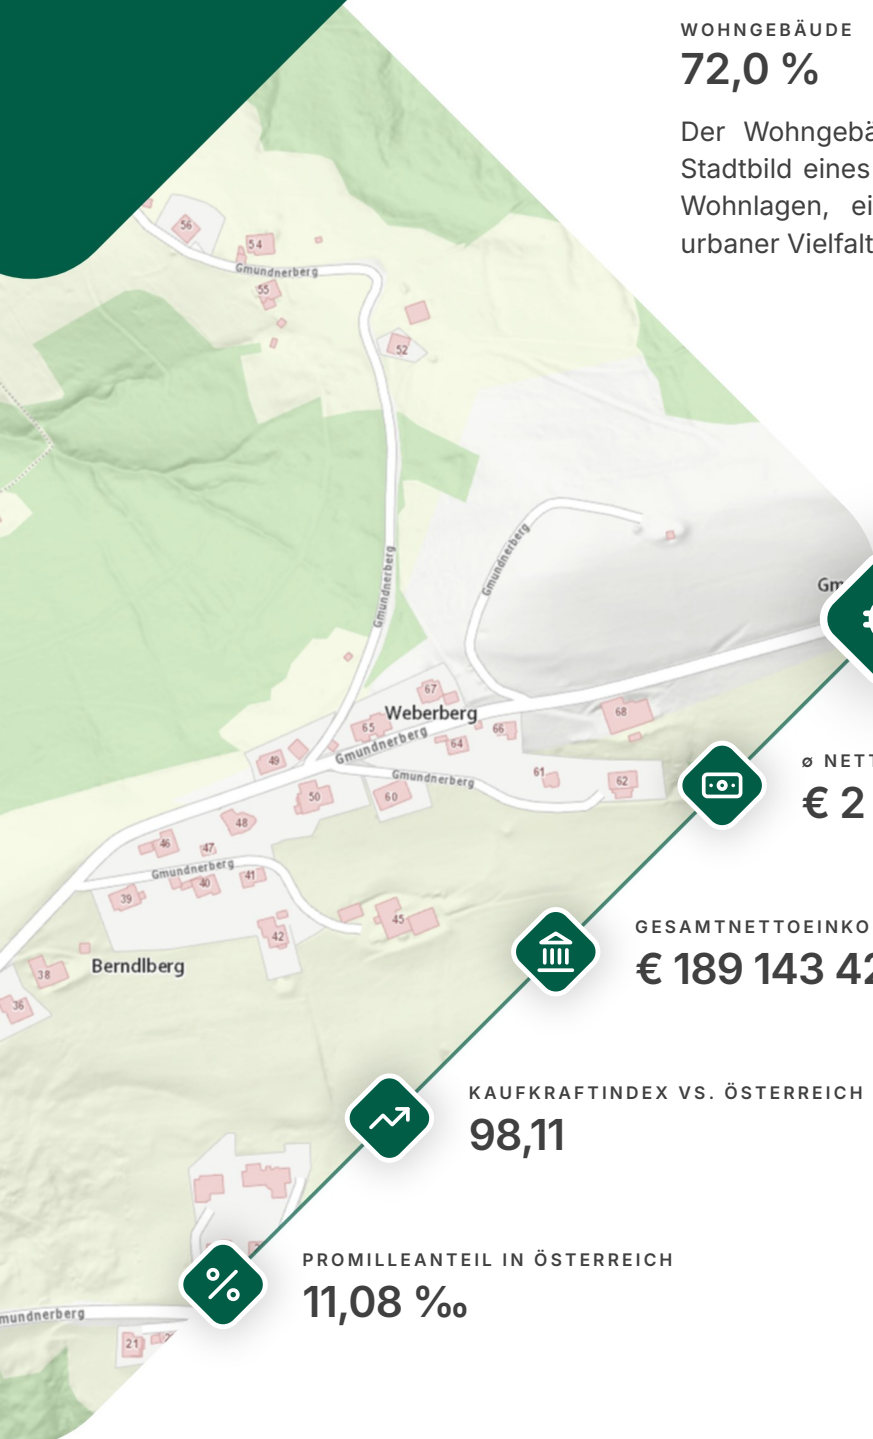 WOHNGEBÄUDE
72,0 %
Der Wohngebä
Stadtbild eines
Wohnlagen, ei
urbaner Vielfalt
56
54
Gmundnerberg
55
52
Gmundnerberg
Gmundnerberg
Gm
67
Weberberg
65
66
68
64
Gmundnerberg
49
Gmundnerberg
61
62
50
60
48
46
47
Gmundnerberg
40
41
39
45
42
Berndlberg
38
36
ø NETT
€ 2
GESAMTNETTOEINKO
€ 189 143 42
KAUFKRAFTINDEX VS. ÖSTERREICH
98,11
PROMILLEANTEIL IN ÖSTERREICH
11,08 ‰
mundnerberg
21